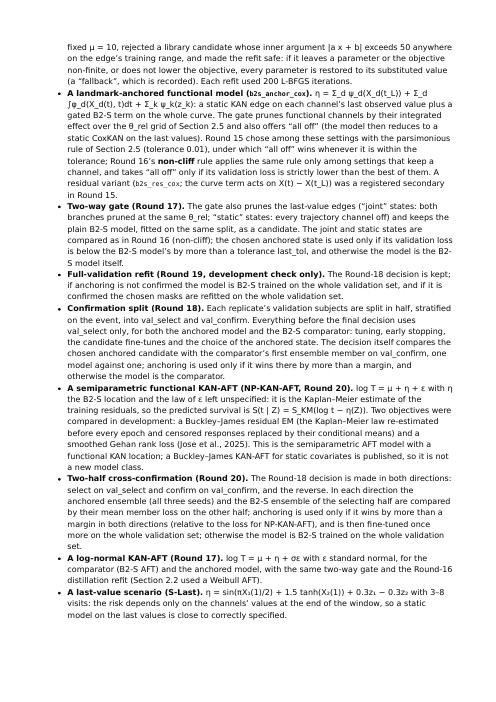 fixed μ = 10, rejected a library candidate whose inner argument |a x + b| exceeds 50 anywhere
on the edge's training range, and made the refit safe: if it leaves a parameter or the objective
non-finite, or does not lower the objective, every parameter is restored to its substituted value
(a “fallback”, which is recorded). Each refit used 200 L-BFGS iterations.
• A landmark-anchored functional model (b2s_anchor_cox). η = Σ_d ψ_d(X_d(t_L)) + Σ_d
∫φ_d(X_d(t), t)dt + Σ_k ψ_k(z_k): a static KAN edge on each channel's last observed value plus a
gated B2-S term on the whole curve. The gate prunes functional channels by their integrated
effect over the θ_rel grid of Section 2.5 and also offers “all off” (the model then reduces to a
static CoxKAN on the last values). Round 15 chose among these settings with the parsimonious
rule of Section 2.5 (tolerance 0.01), under which “all off” wins whenever it is within the
tolerance; Round 16's non-cliff rule applies the same rule only among settings that keep a
channel, and takes “all off” only if its validation loss is strictly lower than the best of them. A
residual variant (b2s_res_cox; the curve term acts on X(t) − X(t_L)) was a registered secondary
in Round 15.
• Two-way gate (Round 17). The gate also prunes the last-value edges (“joint” states: both
branches pruned at the same θ_rel; “static” states: every trajectory channel off) and keeps the
plain B2-S model, fitted on the same split, as a candidate. The joint and static states are
compared as in Round 16 (non-cliff); the chosen anchored state is used only if its validation loss
is below the B2-S model's by more than a tolerance last_tol, and otherwise the model is the B2-
S model itself.
• Full-validation refit (Round 19, development check only). The Round-18 decision is kept;
if anchoring is not confirmed the model is B2-S trained on the whole validation set, and if it is
confirmed the chosen masks are refitted on the whole validation set.
• Confirmation split (Round 18). Each replicate's validation subjects are split in half, stratified
on the event, into val_select and val_confirm. Everything before the final decision uses
val_select only, for both the anchored model and the B2-S comparator: tuning, early stopping,
the candidate fine-tunes and the choice of the anchored state. The decision itself compares the
chosen anchored candidate with the comparator's first ensemble member on val_confirm, one
model against one; anchoring is used only if it wins there by more than a margin, and
otherwise the model is the comparator.
• A semiparametric functional KAN-AFT (NP-KAN-AFT, Round 20). log T = μ + η + ε with η
the B2-S location and the law of ε left unspecified: it is the Kaplan–Meier estimate of the
training residuals, so the predicted survival is S(t | Z) = S_KM(log t − η(Z)). Two objectives
were compared in development: a Buckley–James residual EM (the Kaplan–Meier law re-estimated
before every epoch and censored responses replaced by their conditional means) and
a smoothed Gehan rank loss (Jose et al., 2025). This is the semiparametric AFT model with a
functional KAN location; a Buckley–James KAN-AFT for static covariates is published, so it is not
a new model class.
• Two-half cross-confirmation (Round 20). The Round-18 decision is made in both directions:
select on val_select and confirm on val_confirm, and the reverse. In each direction the
anchored ensemble (all three seeds) and the B2-S ensemble of the selecting half are compared
by their mean member loss on the other half; anchoring is used only if it wins by more than a
margin in both directions (relative to the loss for NP-KAN-AFT), and is then fine-tuned once
more on the whole validation set; otherwise the model is B2-S trained on the whole validation
set.
• A log-normal KAN-AFT (Round 17). log T = μ + η + σε with ε standard normal, for the
comparator (B2-S AFT) and the anchored model, with the same two-way gate and the Round-16
distillation refit (Section 2.2 used a Weibull AFT).
• A last-value scenario (S-Last). η = sin(πX₁(1)/2) + 1.5 tanh(X₂(1)) + 0.3z₁ − 0.3z₂ with 3–8
visits: the risk depends only on the channels' values at the end of the window, so a static
model on the last values is close to correctly specified.